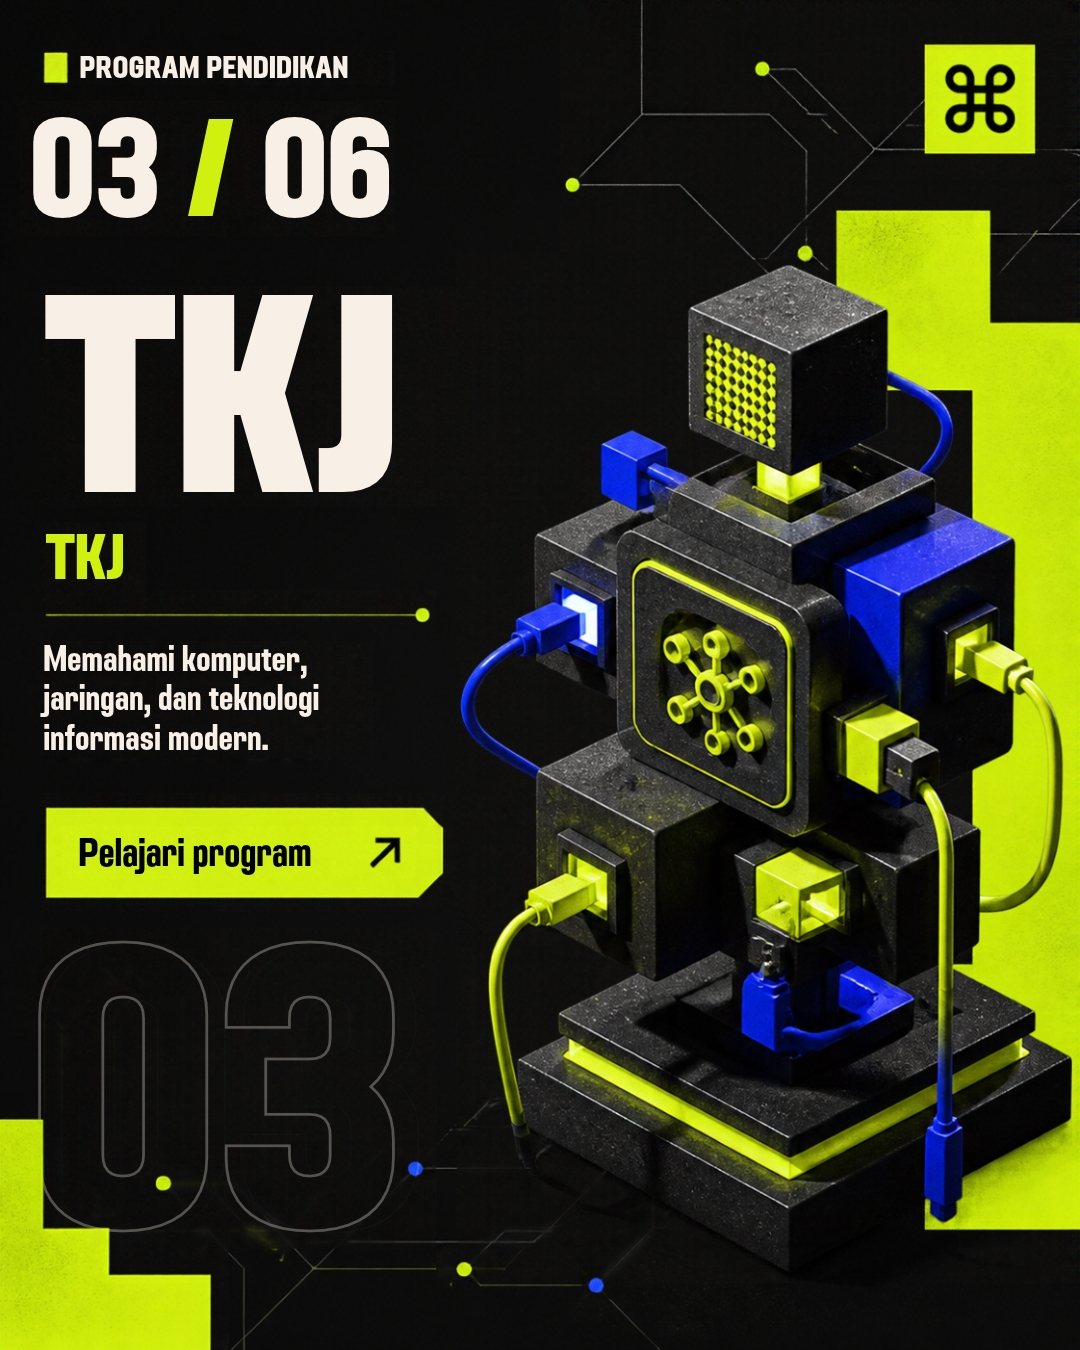 PROGRAM PENDIDIKAN
03 / 06
TKJ
TKJ
Memahami komputer,
jaringan, dan teknologi
informasi modern.
Pelajari program
03